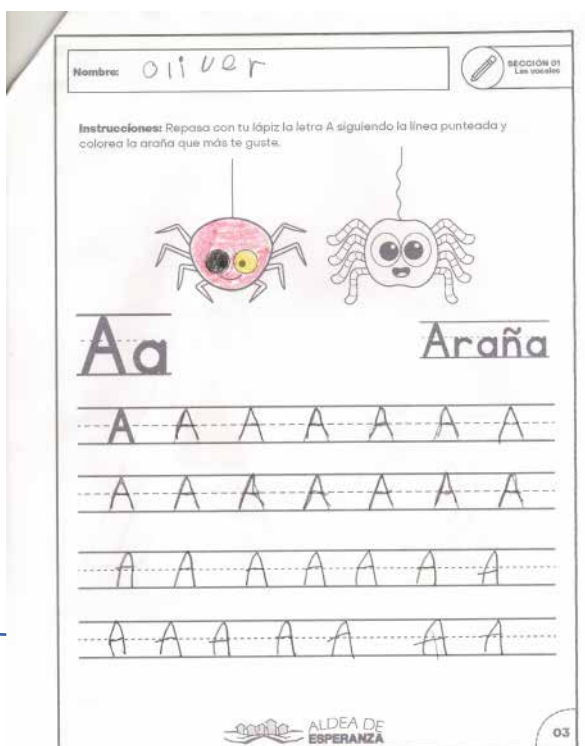 Nombre: oliver
SECCIÓN 01
Las vocales
Instrucciones: Repasa con tu lápiz la letra A siguiendo la línea punteada y
colorea la araña que más te guste.
Aa
Araña
A A A A A A A
A A A A A A A
A A A A A A A
A A A A A A A
ALDEA DE
ESPERANZA
03